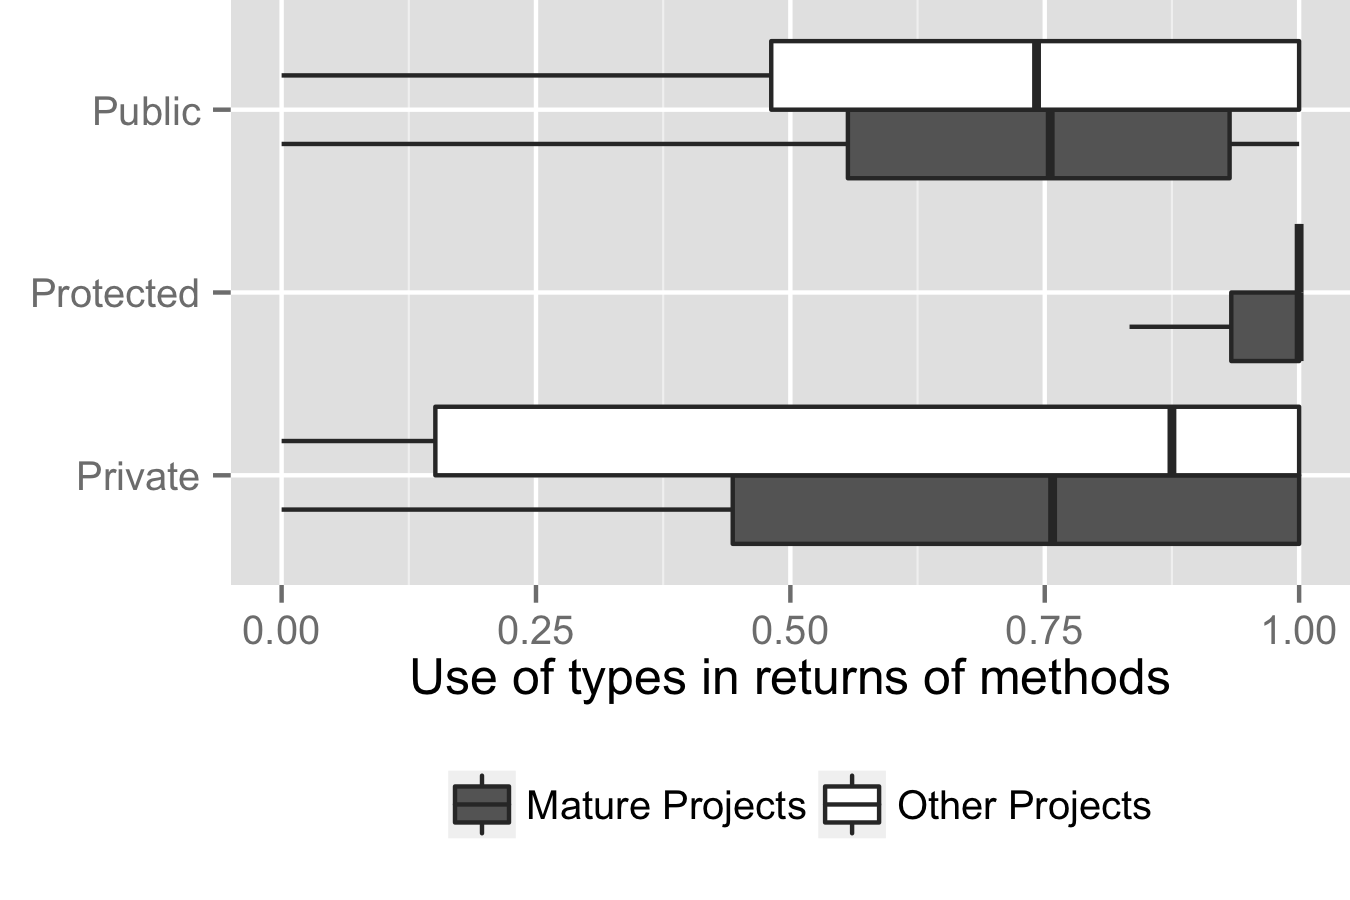 Public
Protected
Private
0.00 0.25 0.50 0.75 1.00
Use of types in returns of methods
Mature Projects Other Projects